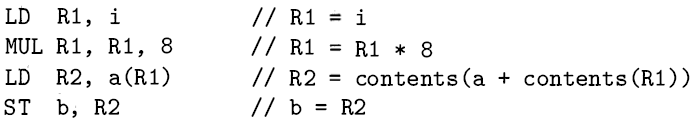 LD R1, i // R1 = i
MUL R1, R1, 8 // R1 = R1 * 8
LD R2, a(R1) // R2 = contents(a + contents(R1))
ST b, R2 // b = R2